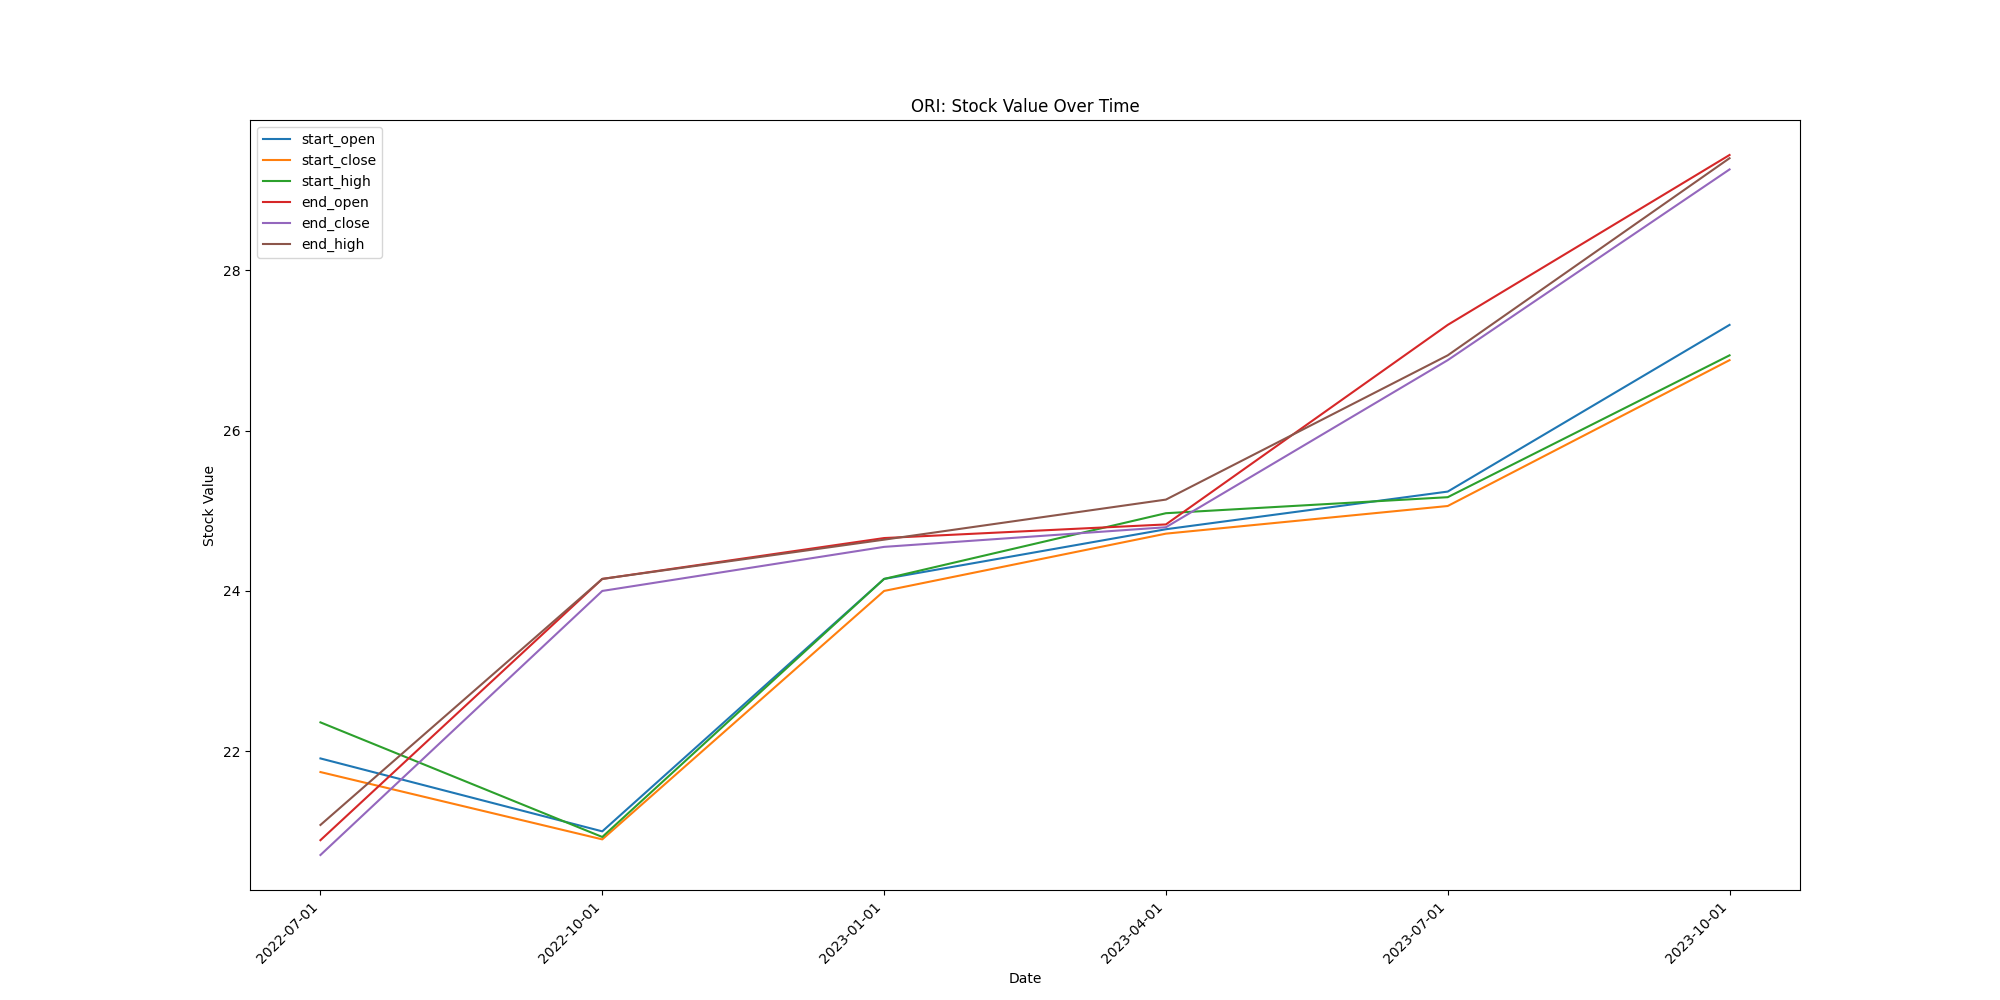 ORI: Stock Value Over Time
start_open
start_close
start_high
end_open
end_close
end_high
28
26
24
22
Stock Value
2022-07-01
2022-10-01
2023-01-01
2023-04-01
2023-07-01
2023-10-01
Date